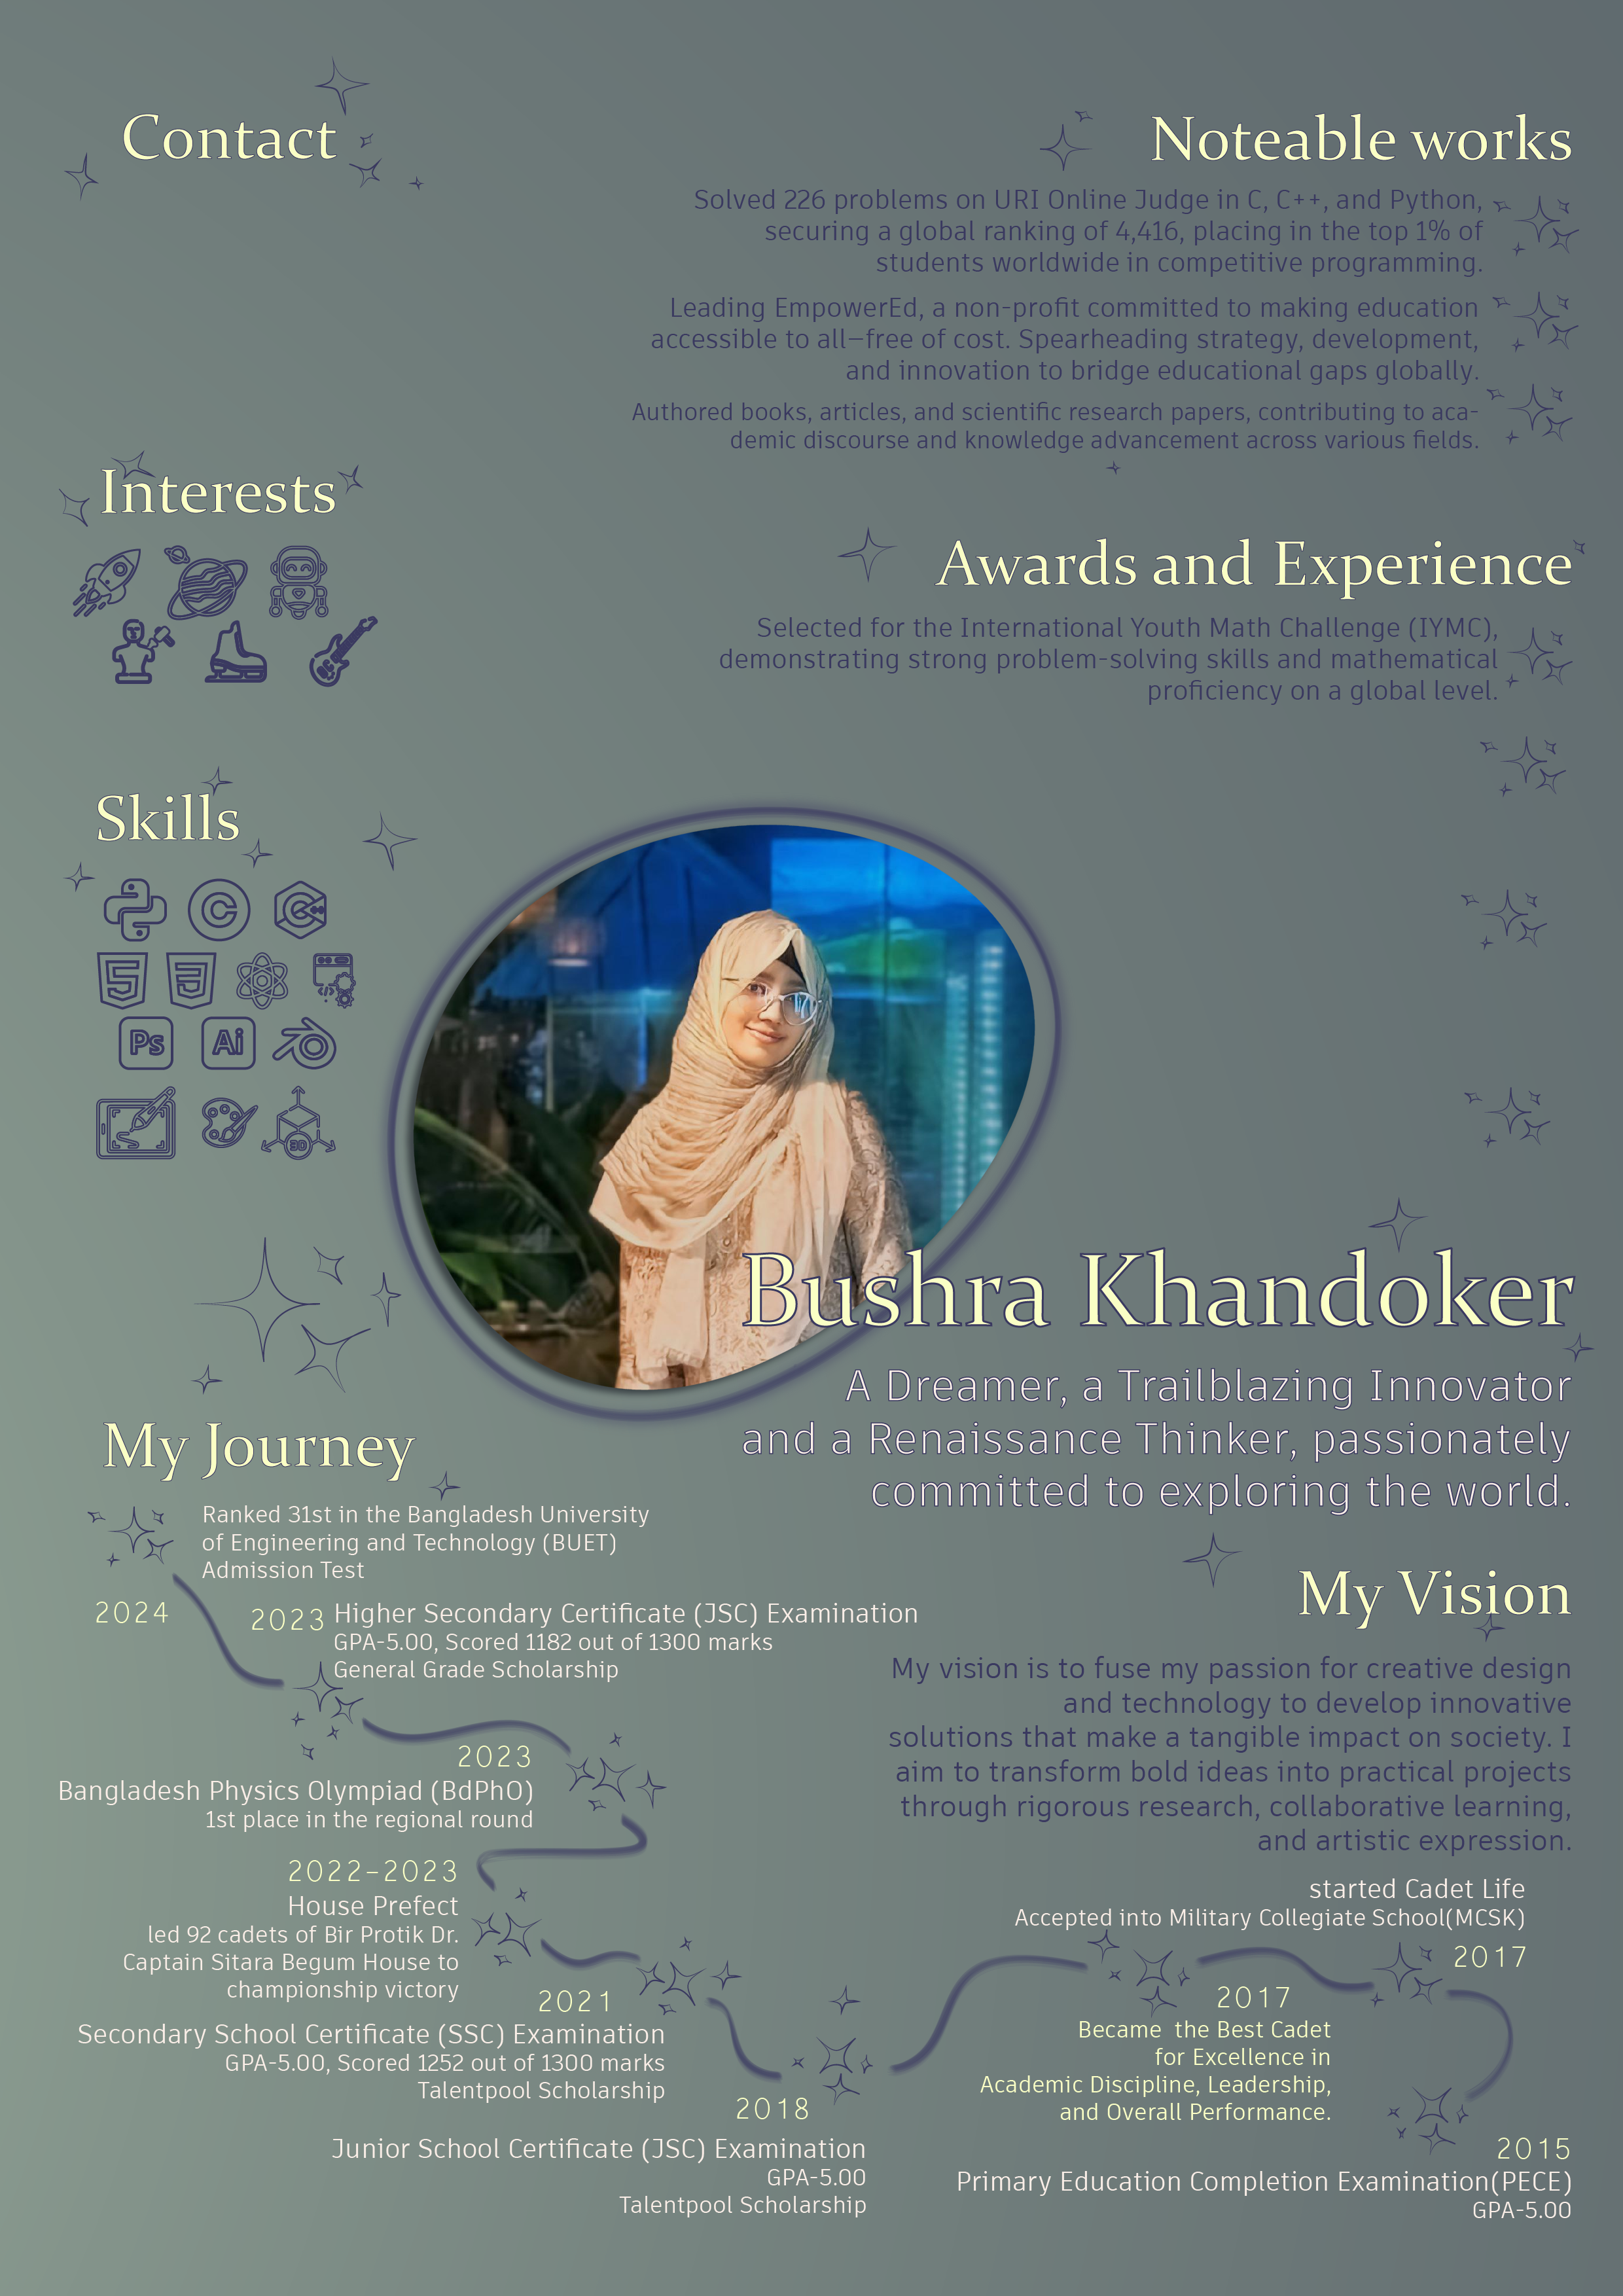 Contact
Noteable works
Solved 226 problems on URI Online Judge in C, C++, and Python,
securing a global ranking of 4,416, placing in the top 1% of
students worldwide in competitive programming.
Leading EmpowerEd, a non-profit committed to making education
accessible to all—free of cost. Spearheading strategy, development,
and innovation to bridge educational gaps globally.
Authored books, articles, and scientific research papers, contributing to aca-
demic discourse and knowledge advancement across various fields.
Interests
Awards and Experience
Selected for the International Youth Math Challenge (IYMC),
demonstrating strong problem-solving skills and mathematical
proficiency on a global level.
Skills
C
C
5
3
Ps
Ai
3D
Bushra Khandoker
A Dreamer, a Trailblazing Innovator
and a Renaissance Thinker, passionately
committed to exploring the world.
My Journey
Ranked 31st in the Bangladesh University
of Engineering and Technology (BUET)
Admission Test
2024
2023
Higher Secondary Certificate (JSC) Examination
GPA-5.00, Scored 1182 out of 1300 marks
General Grade Scholarship
2023
Bangladesh Physics Olympiad (BdPhO)
1st place in the regional round
2022-2023
House Prefect
led 92 cadets of Bir Protik Dr.
Captain Sitara Begum House to
championship victory
2021
Secondary School Certificate (SSC) Examination
GPA-5.00, Scored 1252 out of 1300 marks
Talentpool Scholarship
2018
Junior School Certificate (JSC) Examination
GPA-5.00
Talentpool Scholarship
My Vision
My vision is to fuse my passion for creative design
and technology to develop innovative
solutions that make a tangible impact on society. I
aim to transform bold ideas into practical projects
through rigorous research, collaborative learning,
and artistic expression.
started Cadet Life
Accepted into Military Collegiate School(MCSK)
2017
2017
Became the Best Cadet
for Excellence in
Academic Discipline, Leadership,
and Overall Performance.
2015
Primary Education Completion Examination(PECE)
GPA-5.00